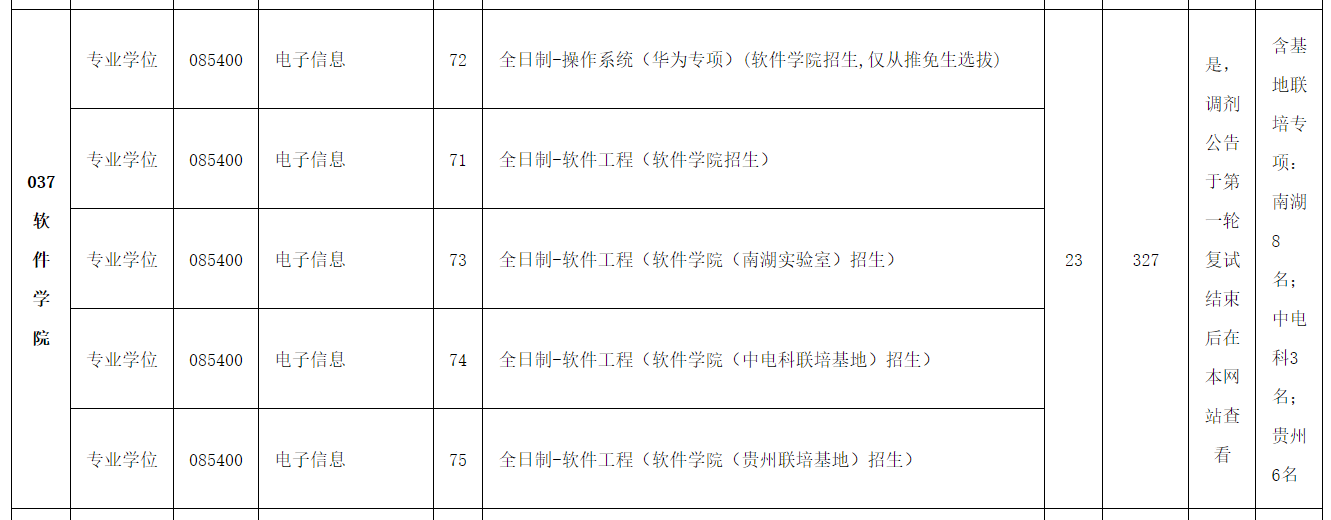 037
软
件
学
院
专业学位 085400 电子信息 72 全日制-操作系统（华为专项）(软件学院招生,仅从推免生选拔)
专业学位 085400 电子信息 71 全日制-软件工程（软件学院招生）
专业学位 085400 电子信息 73 全日制-软件工程（软件学院（南湖实验室）招生）
专业学位 085400 电子信息 74 全日制-软件工程（软件学院（中电科联培基地）招生）
专业学位 085400 电子信息 75 全日制-软件工程（软件学院（贵州联培基地）招生）
23
327
是，
调剂
公告
于第
一轮
复试
结束
后在
本网
站查
看
含基
地联
培专
项：
南湖
8
名；
中电
科3
名；
贵州
6名